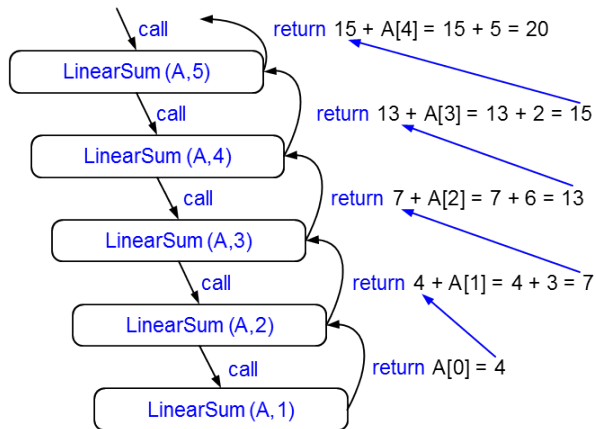 call
return 15 + A[4] = 15 + 5 = 20
LinearSum (A,5)
call
return 13 + A[3] = 13 + 2 = 15
LinearSum (A,4)
call
return 7 + A[2] = 7 + 6 = 13
LinearSum (A,3)
call
return 4 + A[1] = 4 + 3 = 7
LinearSum (A,2)
call
return A[0] = 4
LinearSum (A,1)